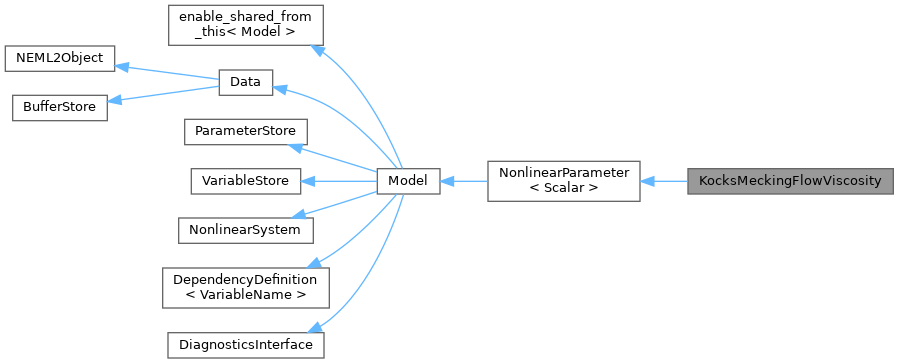 enable_shared_from
_this< Model >
NEML2Object
Data
BufferStore
ParameterStore
NonlinearParameter
< Scalar >
VariableStore
Model
KocksMeckingFlowViscosity
NonlinearSystem
DependencyDefinition
< VariableName >
DiagnosticsInterface